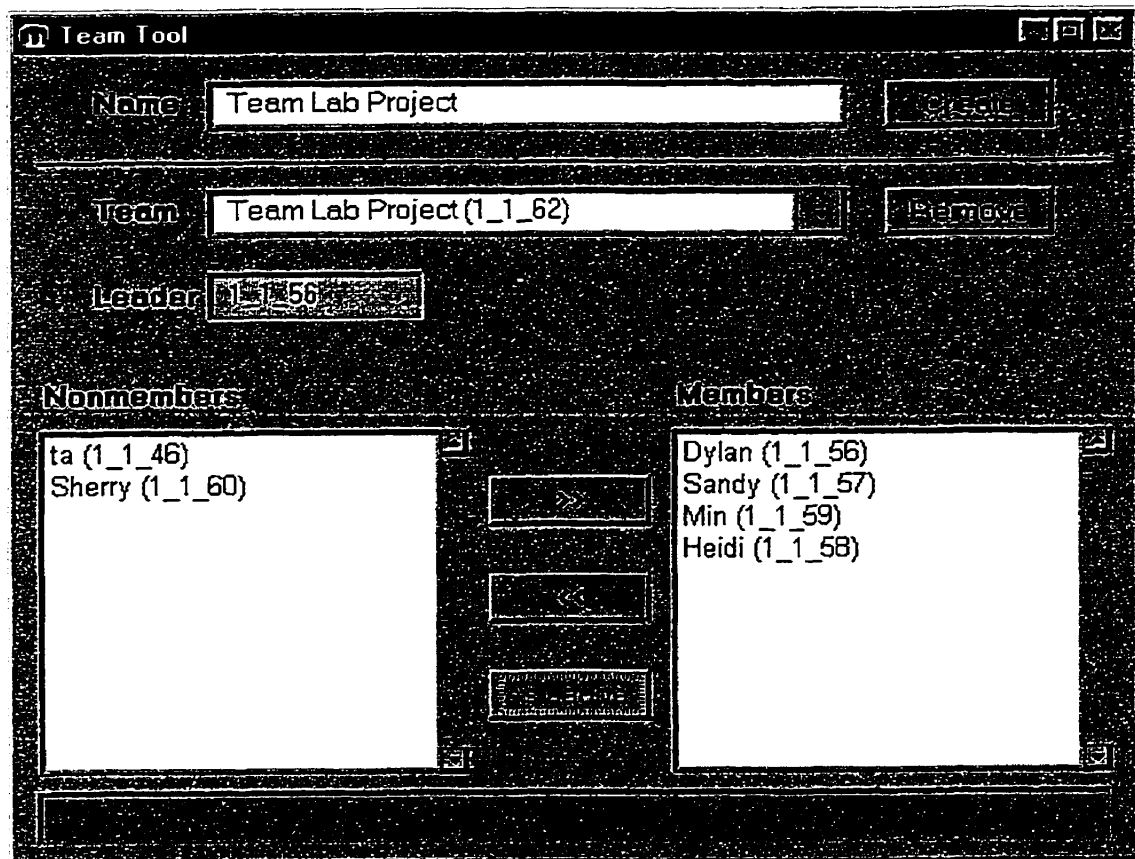 Team Tool
Name Team Lab Project Create
Team Team Lab Project (1_1_62) Remove
Leader 1_1_56
Nonmembers Members
ta (1_1_46) Dylan (1_1_56)
Sherry (1_1_60) Sandy (1_1_57)
Min (1_1_59)
Heidi (1_1_58)
>>
<<